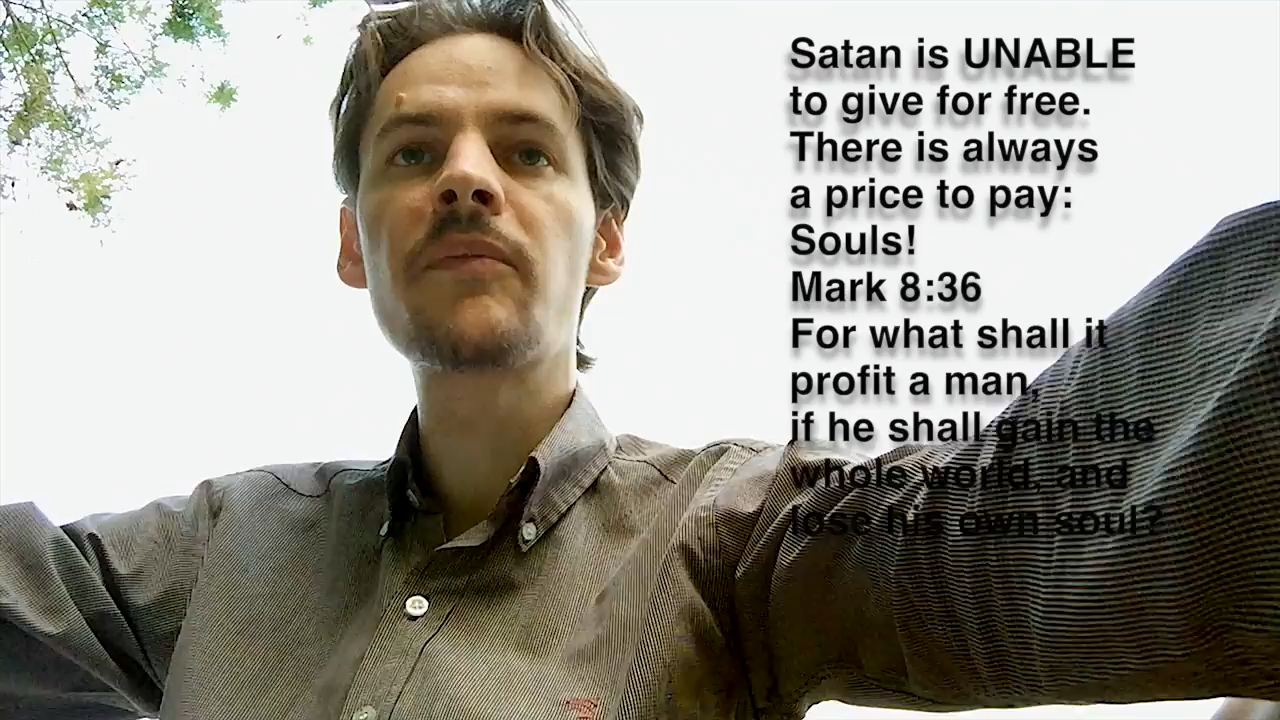 Satan is UNABLE
to give for free.
There is always
a price to pay:
Souls!
Mark 8:36
For what shall it
profit a man,
if he shall gain the
whole world, and
lose his own soul?